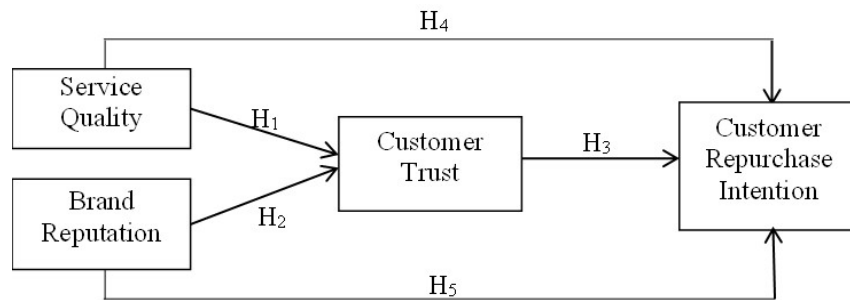 H₄
Service
Quality
H₁
Customer
Trust
H₃
Customer
Repurchase
Intention
Brand
Reputation
H₂
H₅